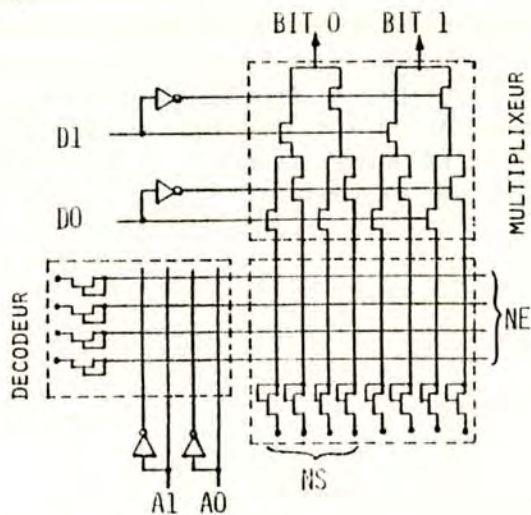 BIT 0 BIT 1
MULTIPLIXEUR
D1
D0
DECODEUR
NE
NS
A1 A0